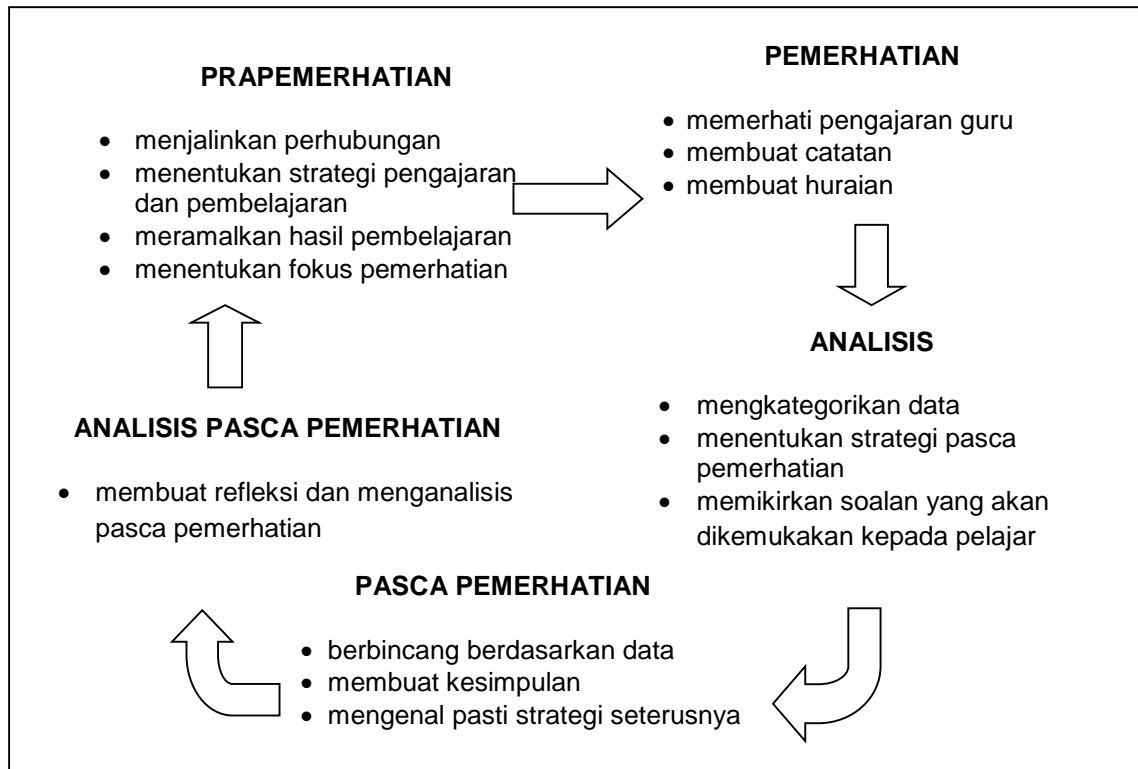 PRAPEMERHATIAN
• menjalinkan perhubungan
• menentukan strategi pengajaran
dan pembelajaran
• meramalkan hasil pembelajaran
• menentukan fokus pemerhatian
PEMERHATIAN
• memerhati pengajaran guru
• membuat catatan
• membuat huraian
ANALISIS
• mengkategorikan data
• menentukan strategi pasca
pemerhatian
• memikirkan soalan yang akan
dikemukakan kepada pelajar
PASCA PEMERHATIAN
• berbincang berdasarkan data
• membuat kesimpulan
• mengenal pasti strategi seterusnya
ANALISIS PASCA PEMERHATIAN
• membuat refleksi dan menganalisis
pasca pemerhatian